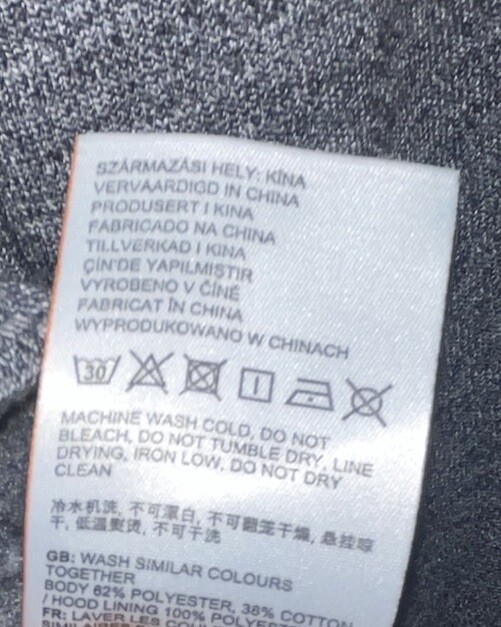 SZÁRMAZÁSI HELY: KÍNA
VERVAARDIGD IN CHINA
PRODUSERT I KINA
FABRICADO NA CHINA
TILLVERKAD I KINA
ÇİN'DE YAPILMIŞTIR
VYROBENO V ČÍNĚ
FABRICAT ÎN CHINA
WYPRODUKOWANO W CHINACH
30
MACHINE WASH COLD, DO NOT
BLEACH, DO NOT TUMBLE DRY, LINE
DRYING, IRON LOW, DO NOT DRY
CLEAN
冷水机洗, 不可漂白, 不可翻笼干燥, 悬挂晾
干, 低温熨烫, 不可干洗
GB: WASH SIMILAR COLOURS
TOGETHER
BODY 62% POLYESTER, 38% COTTON
/ HOOD LINING 100% POLYESTER
FR: LAVER LES